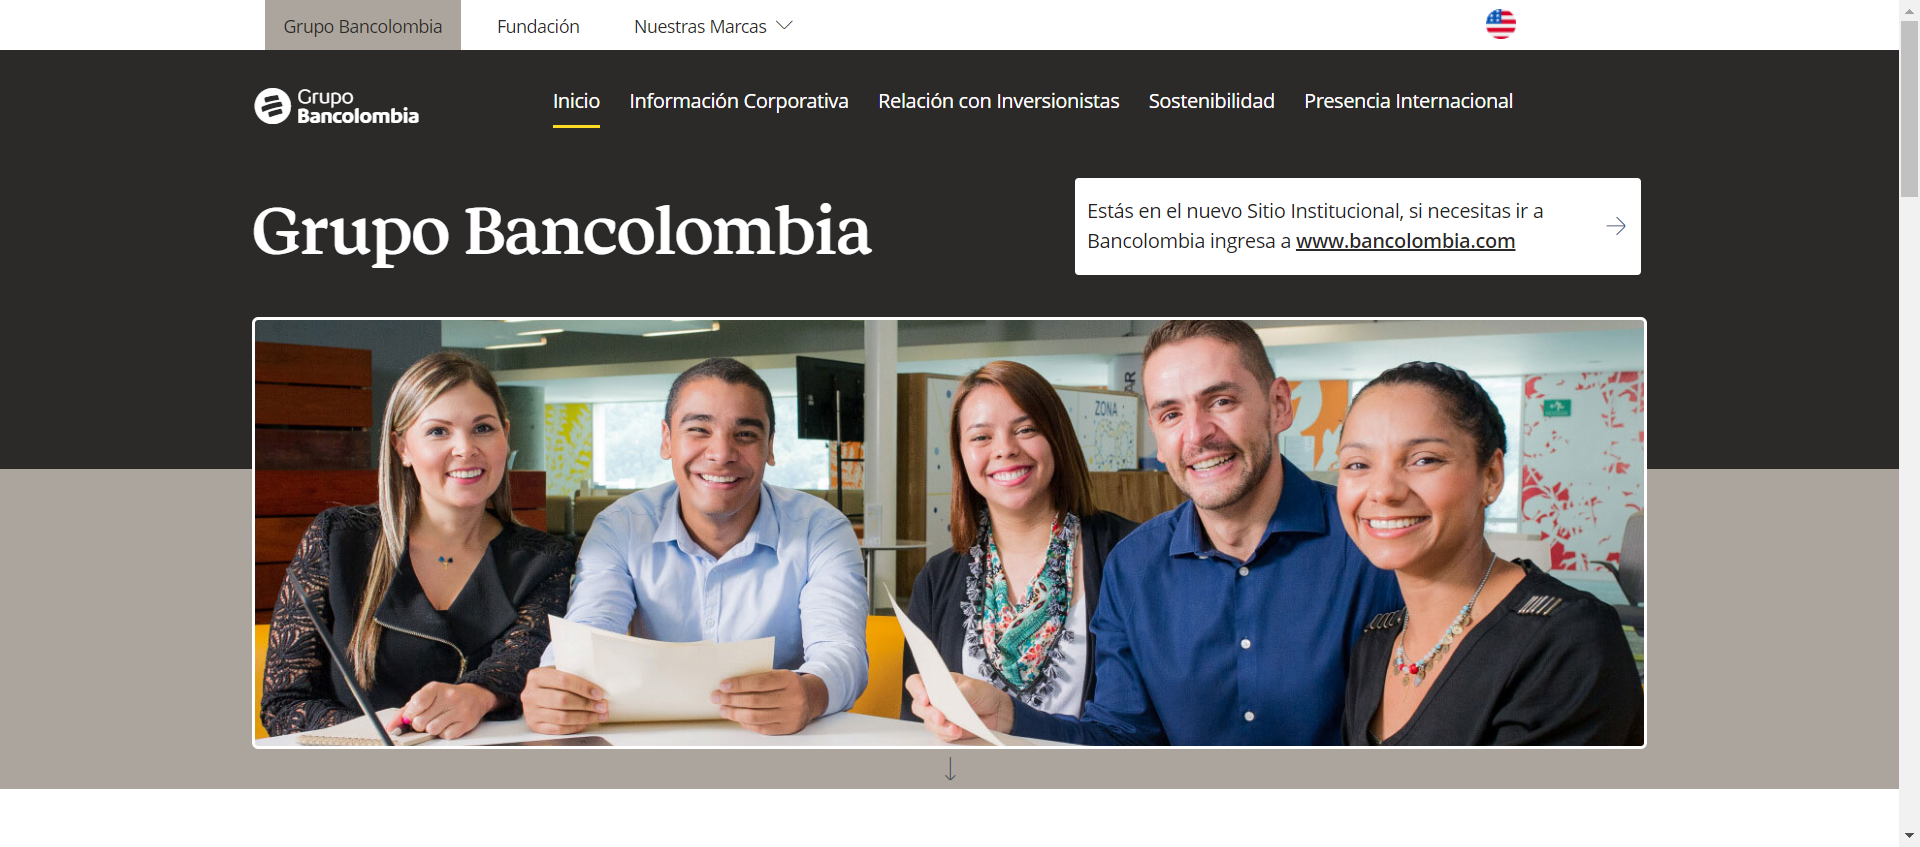 Grupo Bancolombia Fundación Nuestras Marcas
Grupo
Bancolombia
Inicio Información Corporativa Relación con Inversionistas Sostenibilidad Presencia Internacional
Grupo Bancolombia
Estás en el nuevo Sitio Institucional, si necesitas ir a
Bancolombia ingresa a www.bancolombia.com
ZONA
AR